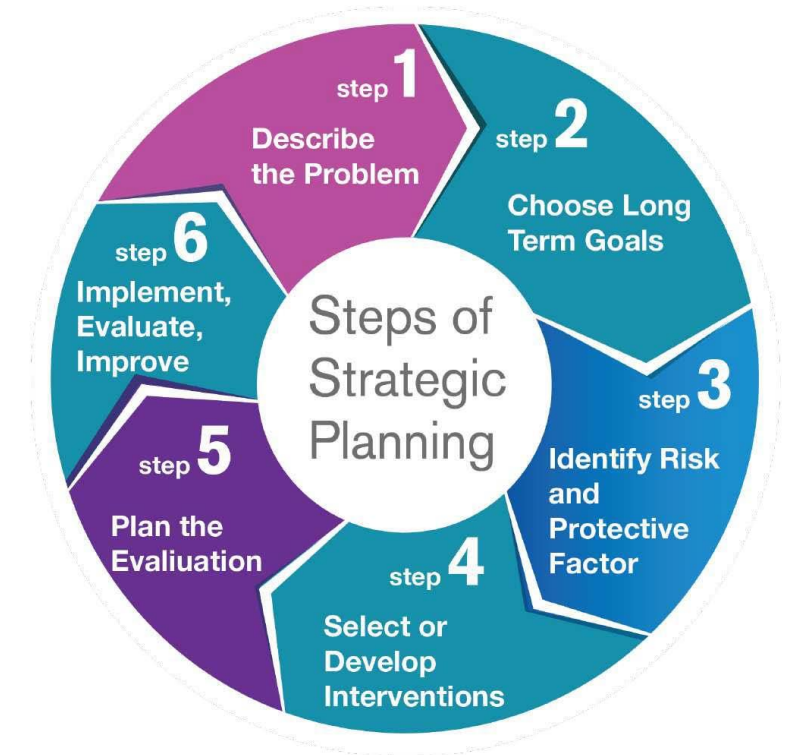 step 1
Describe
the Problem
step 2
Choose Long
Term Goals
step 3
Identify Risk
and
Protective
Factor
step 4
Select or
Develop
Interventions
step 5
Plan the
Evaliuation
step 6
Implement,
Evaluate,
Improve
Steps of
Strategic
Planning